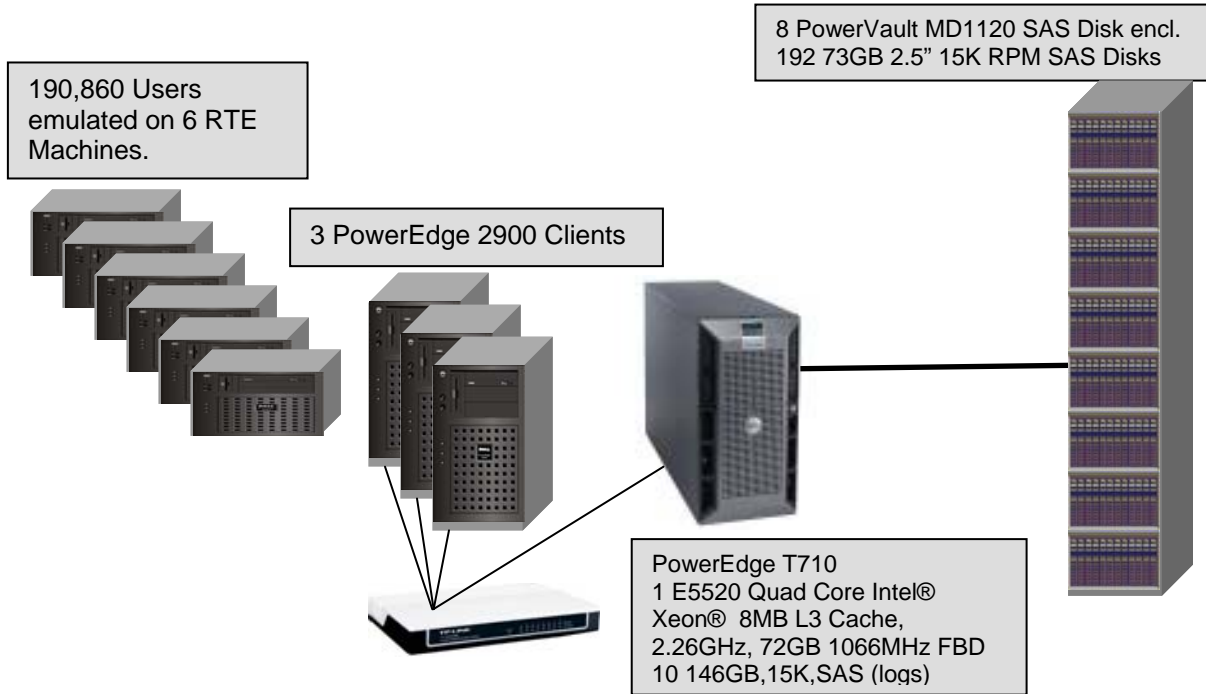 8 PowerVault MD1120 SAS Disk encl.
192 73GB 2.5” 15K RPM SAS Disks
190,860 Users
emulated on 6 RTE
Machines.
3 PowerEdge 2900 Clients
PowerEdge T710
1 E5520 Quad Core Intel®
Xeon®  8MB L3 Cache,
2.26GHz, 72GB 1066MHz FBD
10 146GB,15K,SAS (logs)
TP-LINK